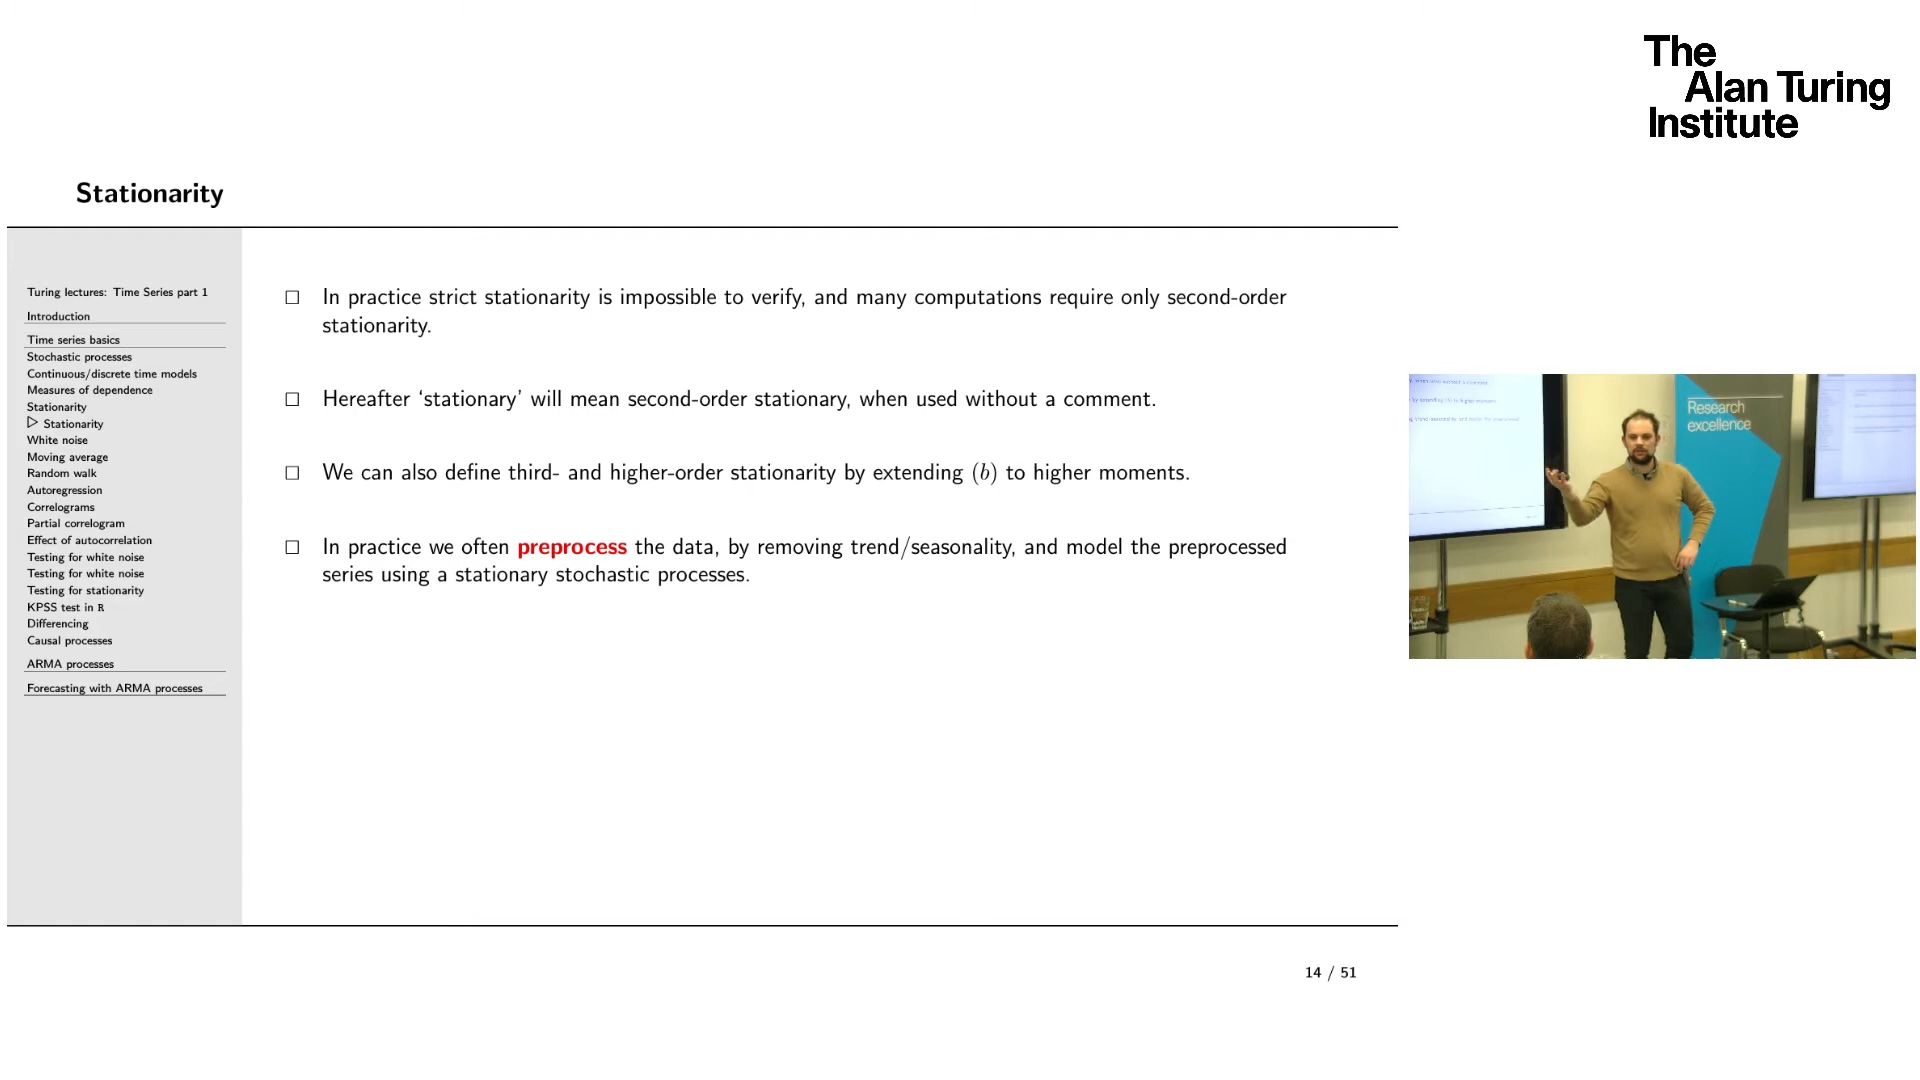 The
Alan Turing
Institute
Stationarity
Turing lectures: Time Series part 1
Introduction
Time series basics
Stochastic processes
Continuous/discrete time models
Measures of dependence
Stationarity
▷ Stationarity
White noise
Moving average
Random walk
Autoregression
Correlograms
Partial correlogram
Effect of autocorrelation
Testing for white noise
Testing for white noise
Testing for stationarity
KPSS test in R
Differencing
Causal processes
ARMA processes
Forecasting with ARMA processes
□ In practice strict stationarity is impossible to verify, and many computations require only second-order
stationarity.
□ Hereafter ‘stationary’ will mean second-order stationary, when used without a comment.
□ We can also define third- and higher-order stationarity by extending (b) to higher moments.
□ In practice we often preprocess the data, by removing trend/seasonality, and model the preprocessed
series using a stationary stochastic processes.
14 / 51
Research
excellence